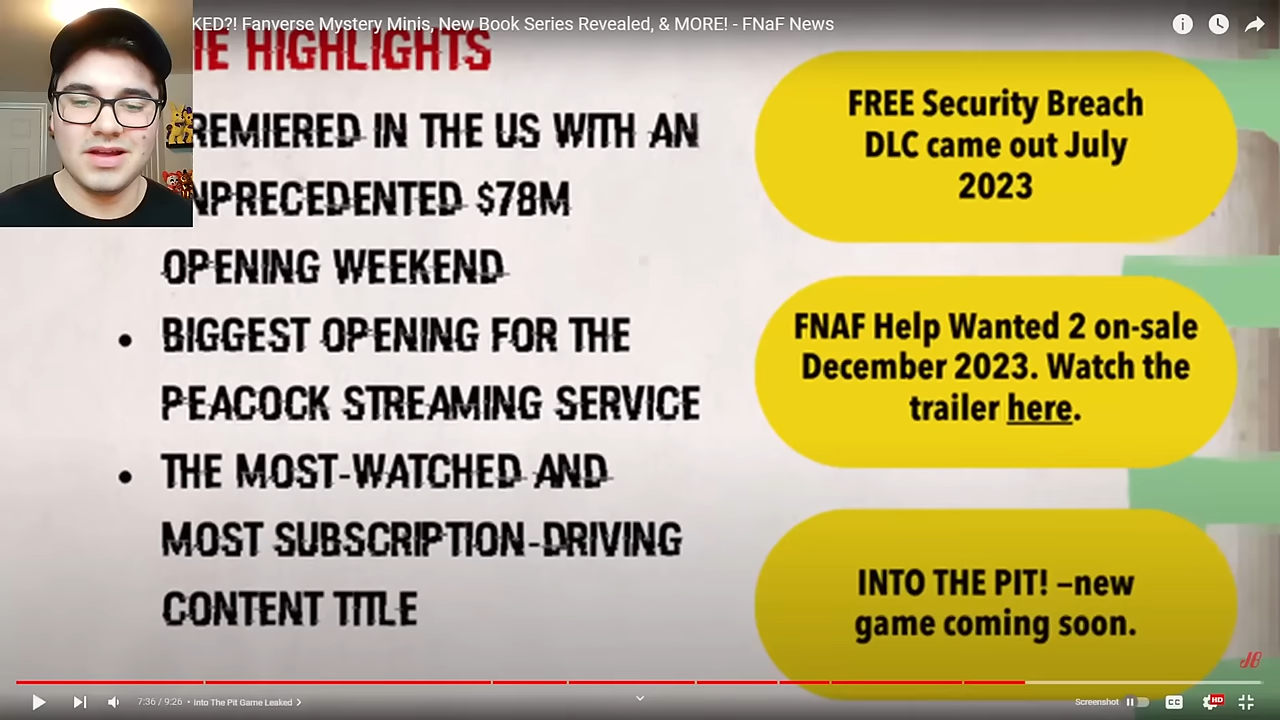 KED?! Fanverse Mystery Minis, New Book Series Revealed, & MORE! - FNaF News
HIGHLIGHTS
REMIERED IN THE US WITH AN
NPRECEDENTED $78M
OPENING WEEKEND
• BIGGEST OPENING FOR THE
PEACOCK STREAMING SERVICE
• THE MOST-WATCHED AND
MOST SUBSCRIPTION-DRIVING
CONTENT TITLE
FREE Security Breach
DLC came out July
2023
FNAF Help Wanted 2 on-sale
December 2023. Watch the
trailer here.
INTO THE PIT! –new
game coming soon.
JB
7:36 / 9:26 • Into The Pit Game Leaked
Screenshot
CC
HD